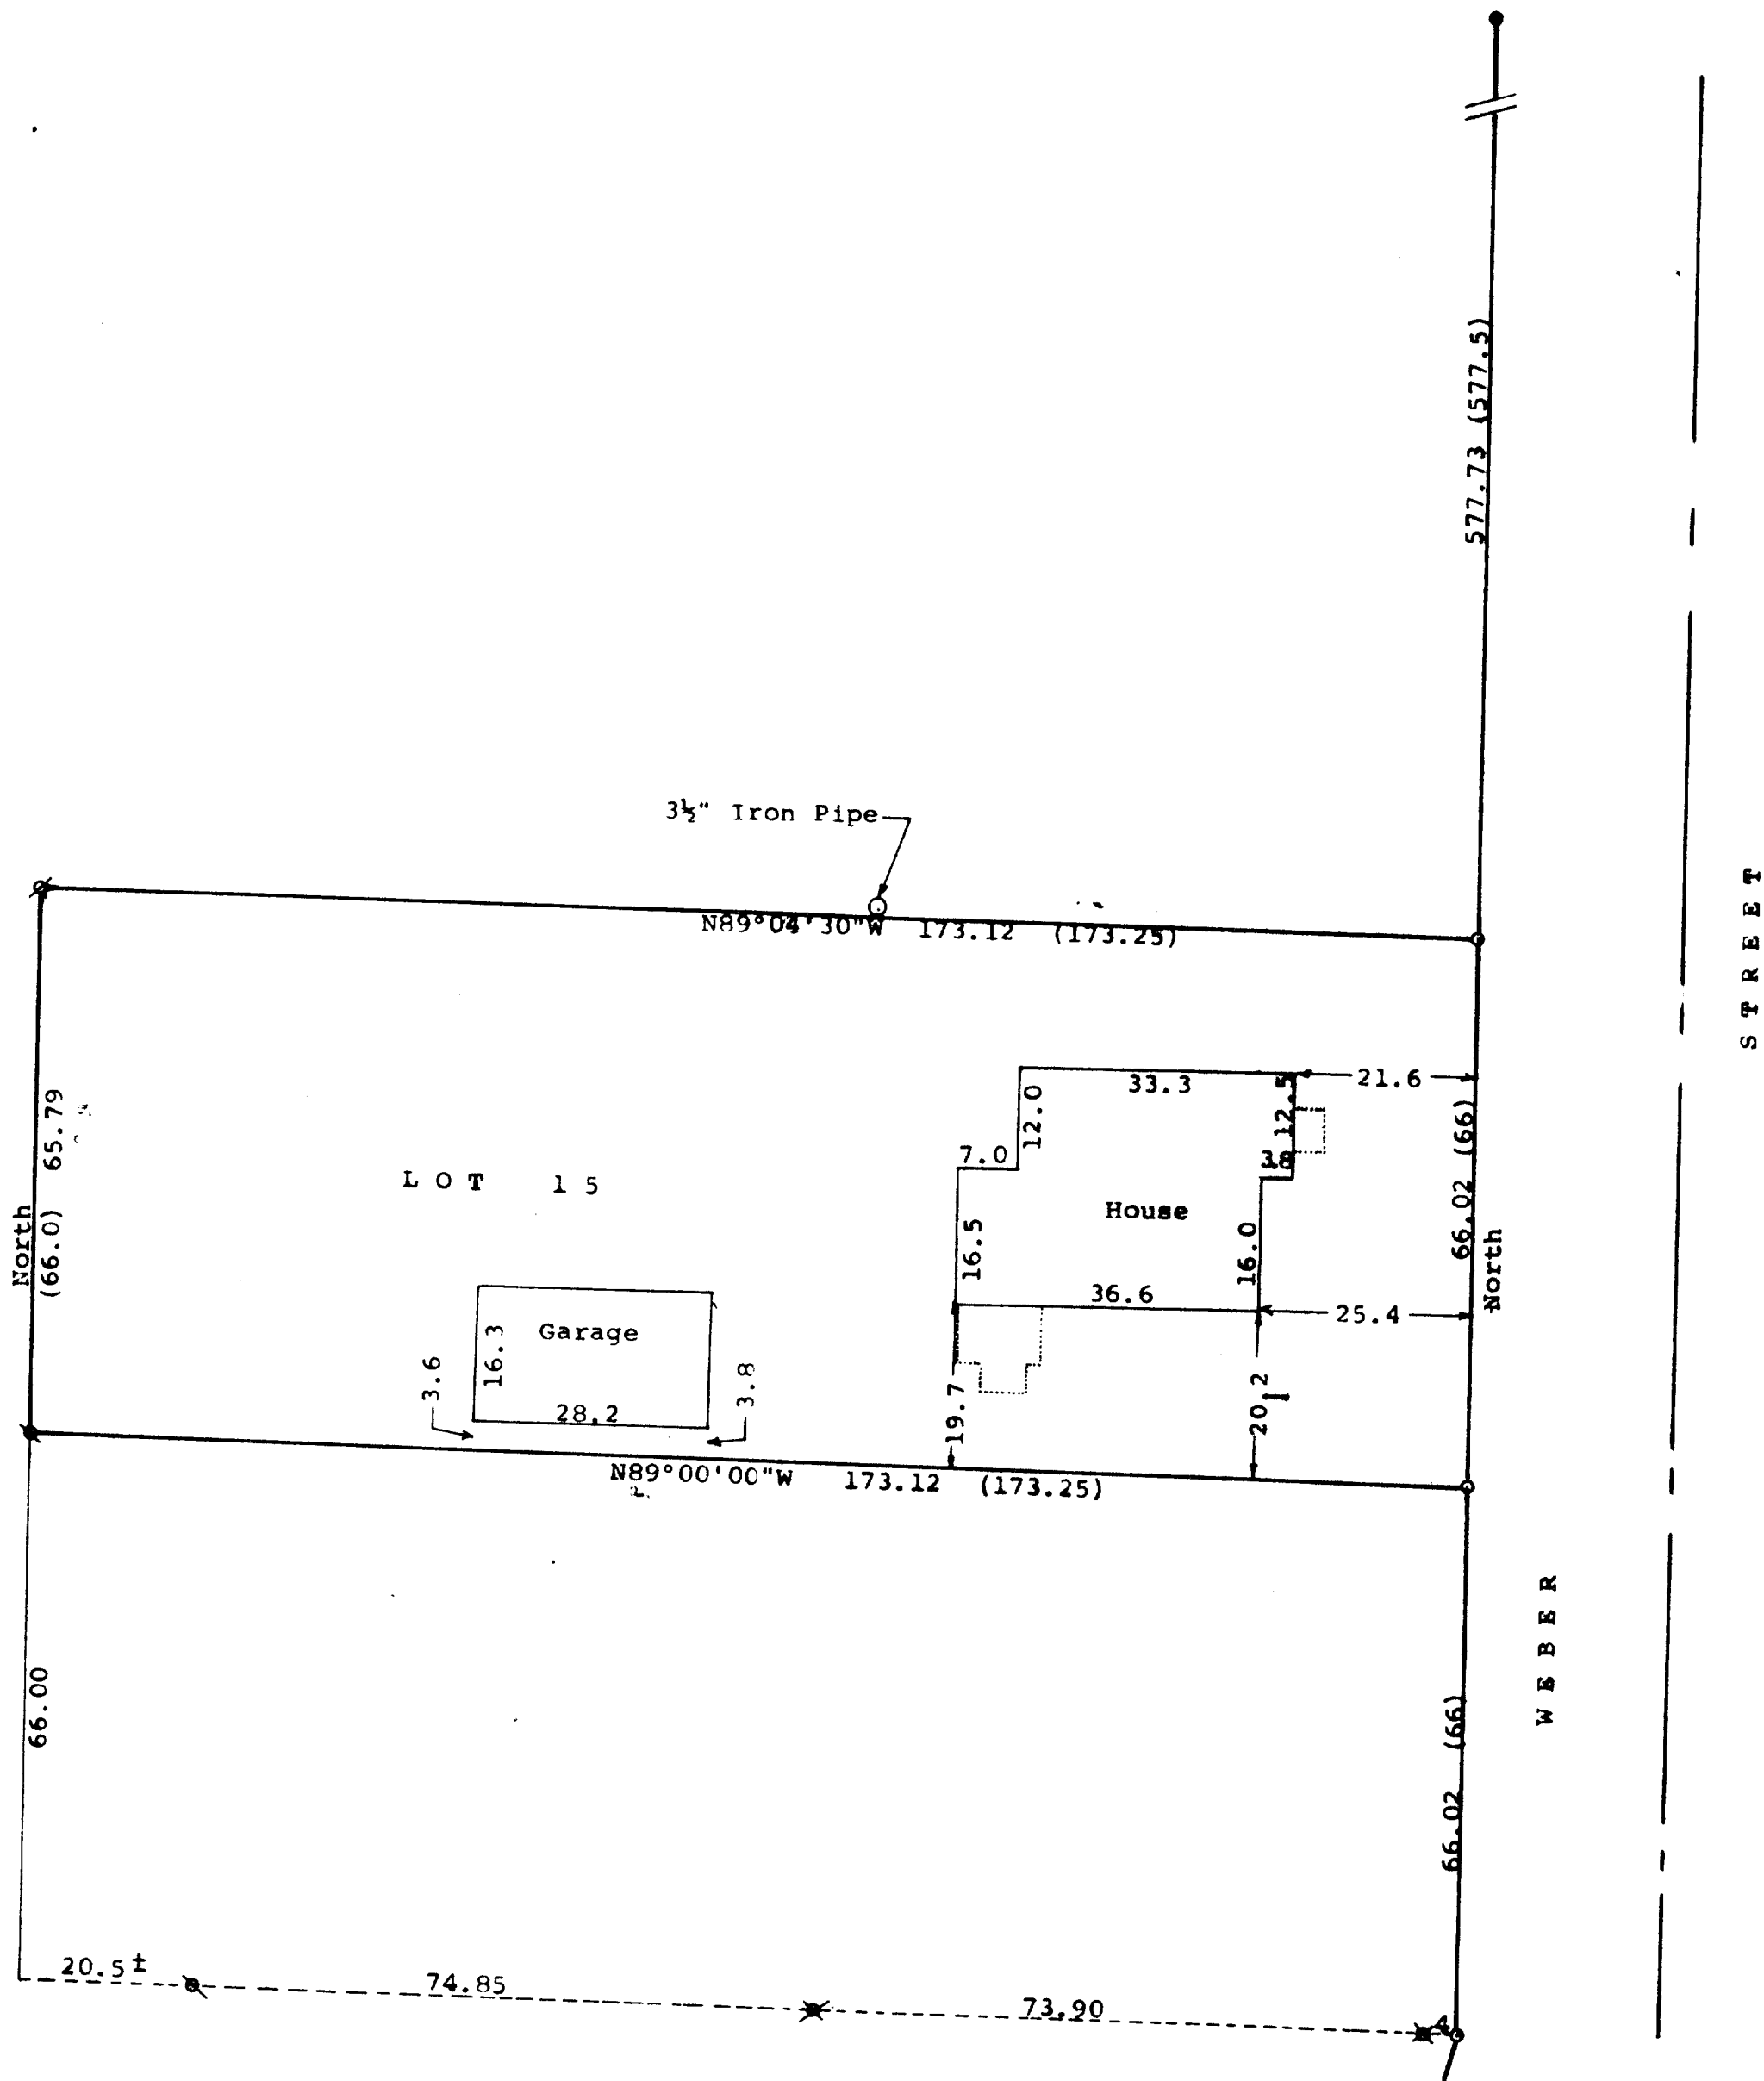 577.73 (577.5)
3½" Iron Pipe
N89°04'30"W 173.12 (173.25)
STREET
North
(66.0) 65.79
LOT 15
33.3
21.6
12.0
12.5
7.0
3.8
House
66.02 (66)
North
16.5
16.0
36.6
25.4
Garage
16.3
3.6
3.8
28.2
19.7
20.2
N89°00'00"W 173.12 (173.25)
WEBER
66.00
66.02 (66)
20.5±
74.85
73.90
4